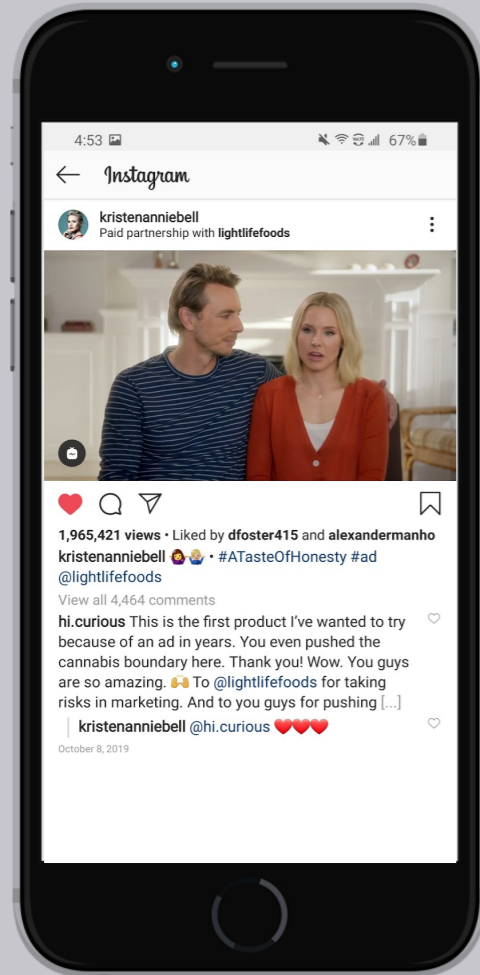 4:53 67%
Instagram
kristenanniebell
Paid partnership with lightlifefoods
1,965,421 views • Liked by dfoster415 and alexandermanho
kristenanniebell 🤷‍♀️🤷🏼‍♂️ • #ATasteOfHonesty #ad
@lightlifefoods
View all 4,464 comments
hi.curious This is the first product I've wanted to try
because of an ad in years. You even pushed the
cannabis boundary here. Thank you! Wow. You guys
are so amazing. 🙌 To @lightlifefoods for taking
risks in marketing. And to you guys for pushing [...]
kristenanniebell @hi.curious ❤️❤️❤️
October 8, 2019